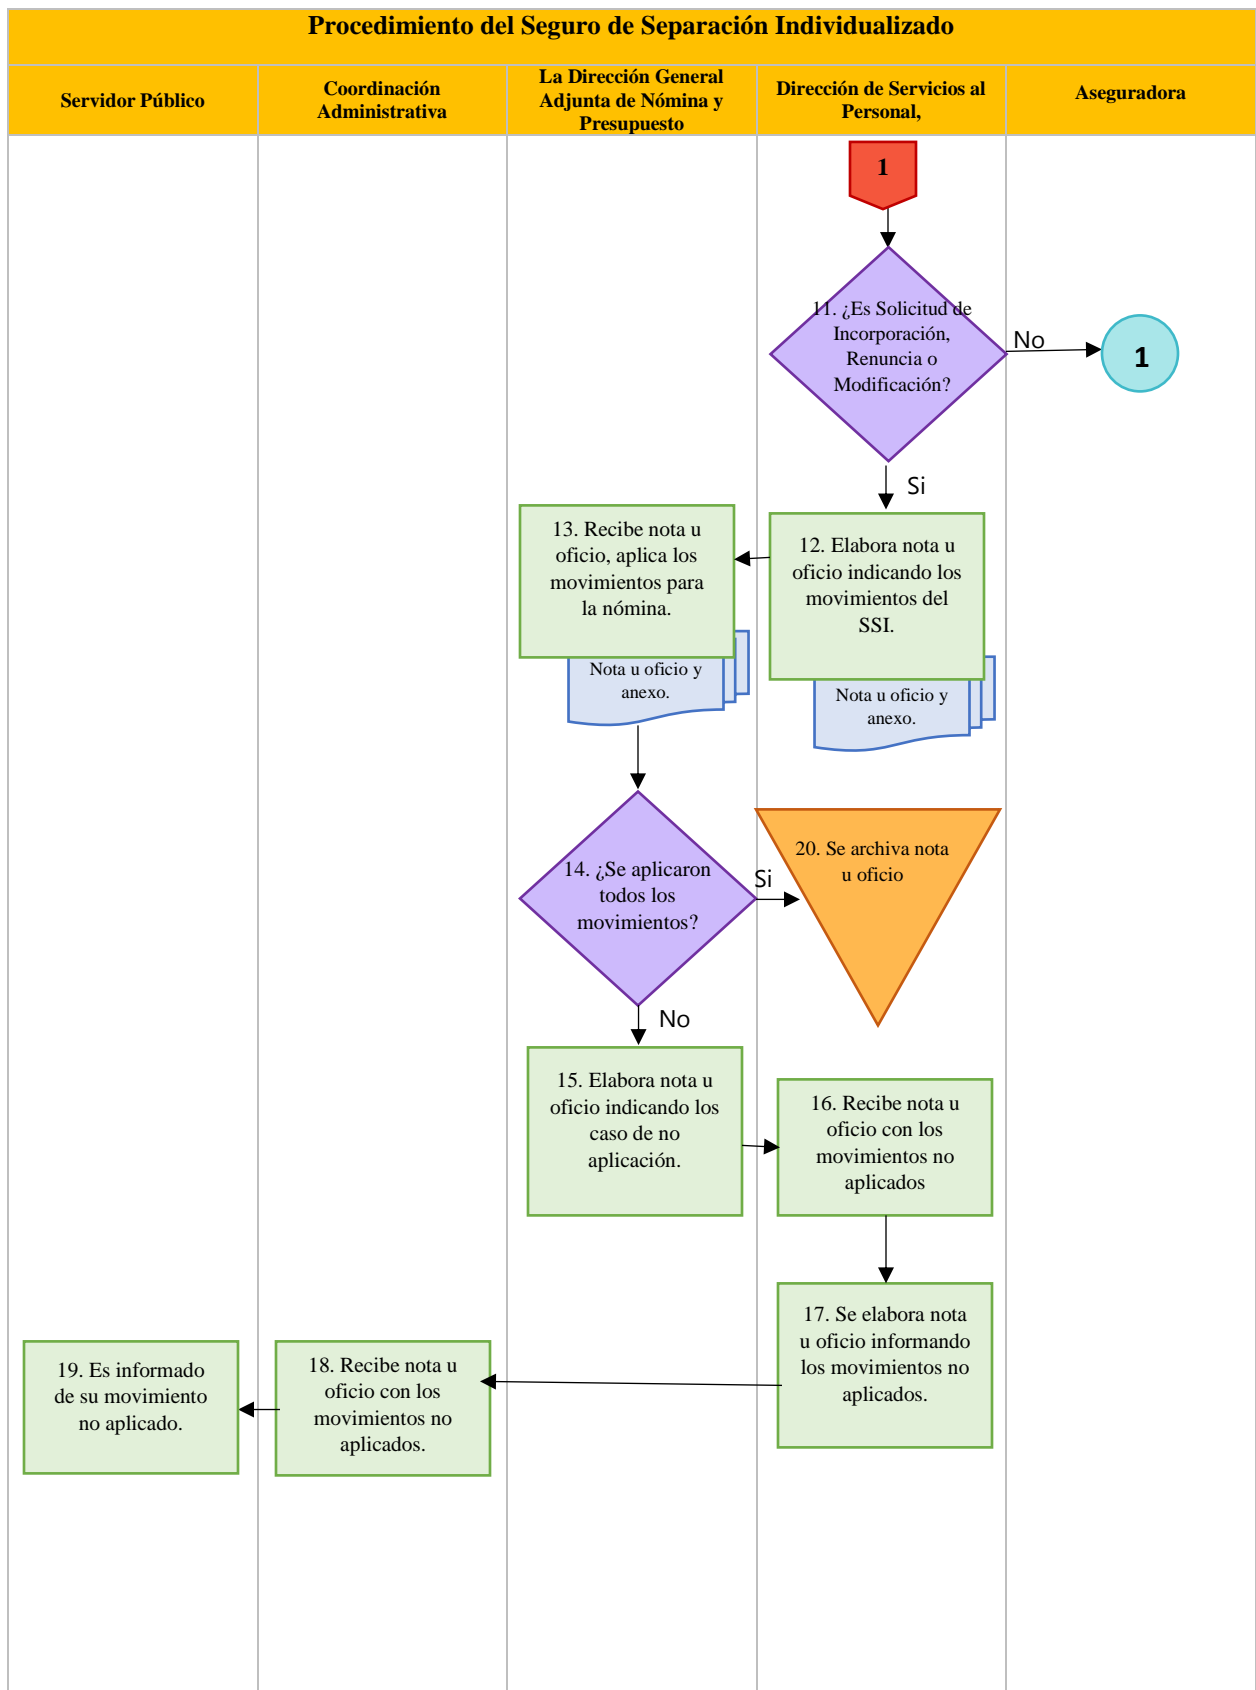 Procedimiento del Seguro de Separación Individualizado
Servidor Público
Coordinación
Administrativa
La Dirección General
Adjunta de Nómina y
Presupuesto
Dirección de Servicios al
Personal,
Aseguradora
1
11. ¿Es Solicitud de
Incorporación,
Renuncia o
Modificación?
No
1
Si
12. Elabora nota u
oficio indicando los
movimientos del
SSI.
Nota u oficio y
anexo.
13. Recibe nota u
oficio, aplica los
movimientos para
la nómina.
Nota u oficio y
anexo.
14. ¿Se aplicaron
todos los
movimientos?
Si
20. Se archiva nota
u oficio
No
15. Elabora nota u
oficio indicando los
caso de no
aplicación.
16. Recibe nota u
oficio con los
movimientos no
aplicados
17. Se elabora nota
u oficio informando
los movimientos no
aplicados.
18. Recibe nota u
oficio con los
movimientos no
aplicados.
19. Es informado
de su movimiento
no aplicado.